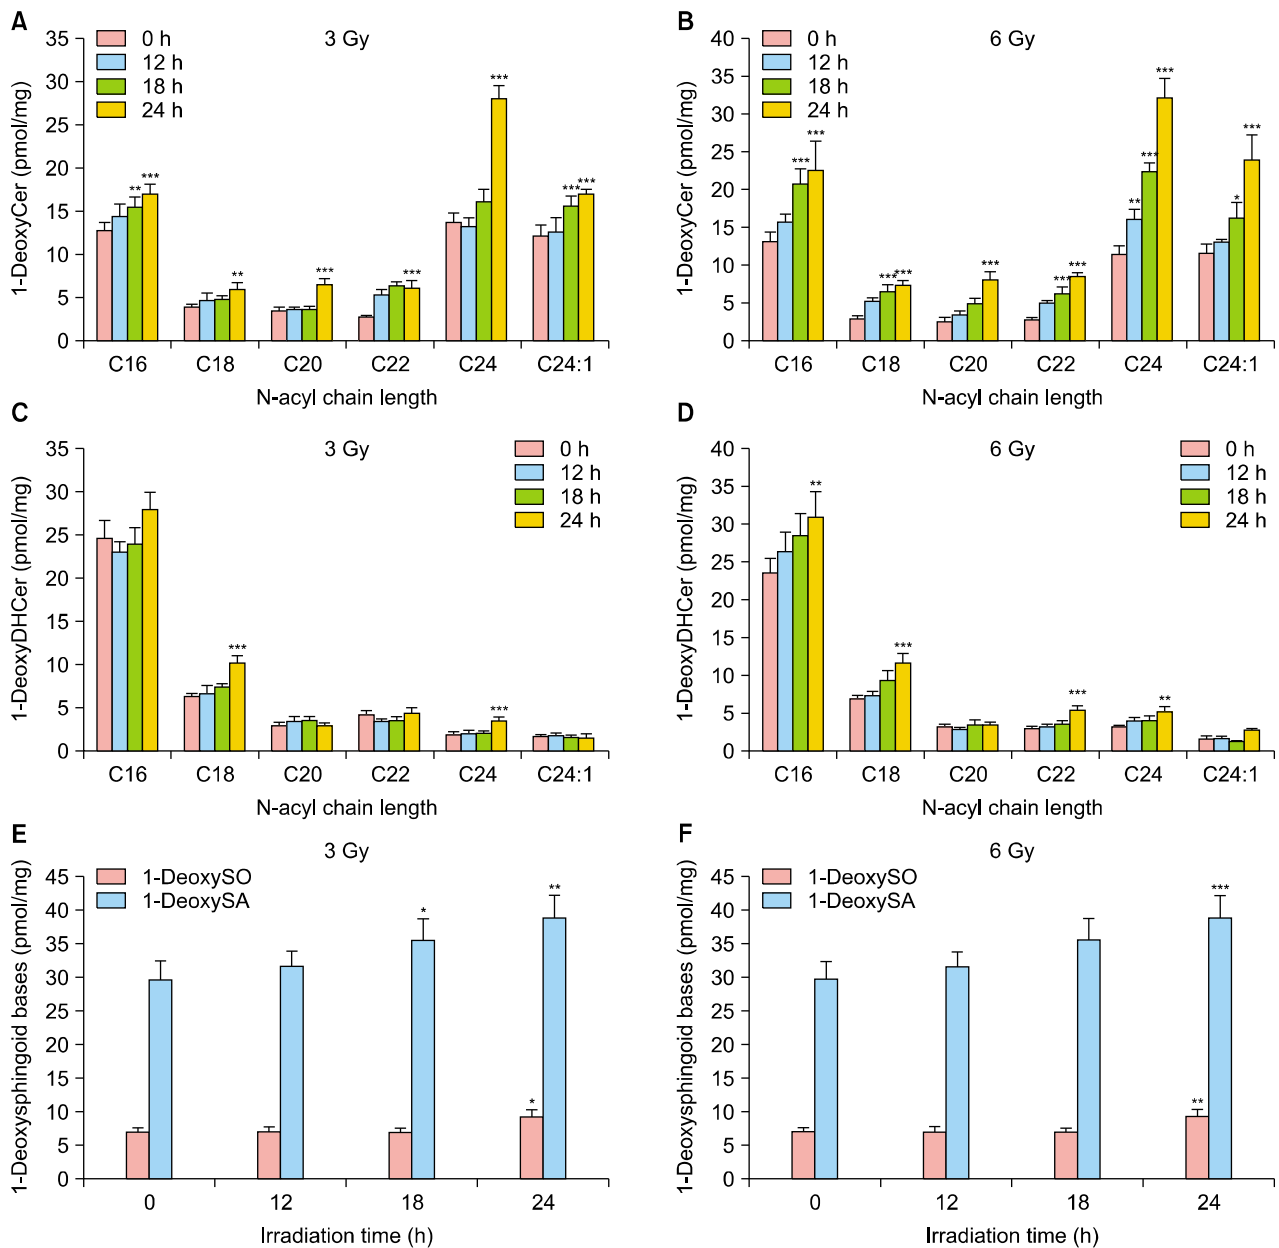 A
3 Gy
0 h
12 h
18 h
24 h
1-DeoxyCer (pmol/mg)
35
30
25
20
15
10
5
0
** ***
**
***
***
***
*** ***
C16 C18 C20 C22 C24 C24:1
N-acyl chain length
B
6 Gy
0 h
12 h
18 h
24 h
1-DeoxyCer (pmol/mg)
40
35
30
25
20
15
10
5
0
*** ***
*** ***
***
*** ***
** *** ***
* ***
C16 C18 C20 C22 C24 C24:1
N-acyl chain length
C
3 Gy
0 h
12 h
18 h
24 h
1-DeoxyDHCer (pmol/mg)
35
30
25
20
15
10
5
0
***
***
C16 C18 C20 C22 C24 C24:1
N-acyl chain length
D
6 Gy
0 h
12 h
18 h
24 h
1-DeoxyDHCer (pmol/mg)
40
35
30
25
20
15
10
5
0
**
***
***
**
C16 C18 C20 C22 C24 C24:1
N-acyl chain length
E
3 Gy
1-DeoxySO
1-DeoxySA
1-Deoxysphingoid bases (pmol/mg)
45
40
35
30
25
20
15
10
5
0
*
* **
0 12 18 24
Irradiation time (h)
F
6 Gy
1-DeoxySO
1-DeoxySA
1-Deoxysphingoid bases (pmol/mg)
45
40
35
30
25
20
15
10
5
0
** ***
0 12 18 24
Irradiation time (h)